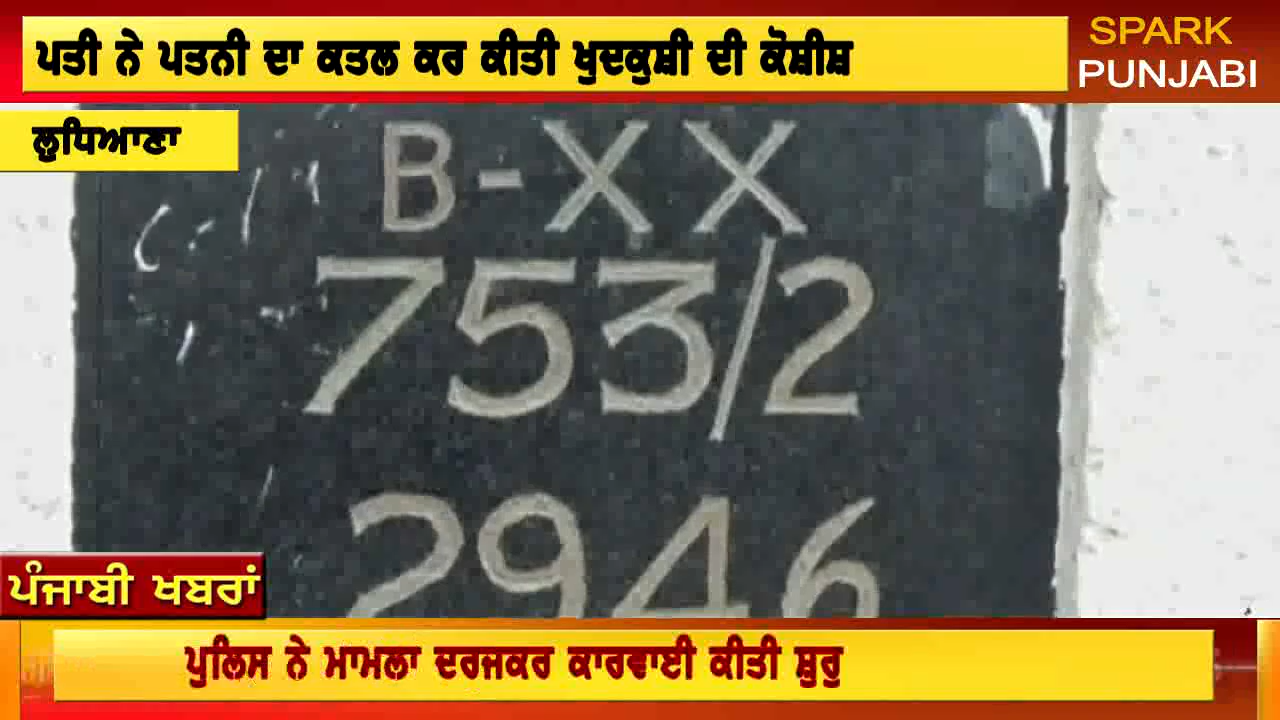 ਪਤੀ ਨੇ ਪਤਨੀ ਦਾ ਕਤਲ ਕਰ ਕੀਤੀ ਖੁਦਕੁਸ਼ੀ ਦੀ ਕੋਸ਼ੀਸ਼
SPARK
PUNJABI
ਲੁਧਿਆਣਾ
B-XX
753/2
2946
ਪੰਜਾਬੀ ਖਬਰਾਂ
ਪੁਲਿਸ ਨੇ ਮਾਮਲਾ ਦਰਜਕਰ ਕਾਰਵਾਈ ਕੀਤੀ ਸ਼ੁਰੁ